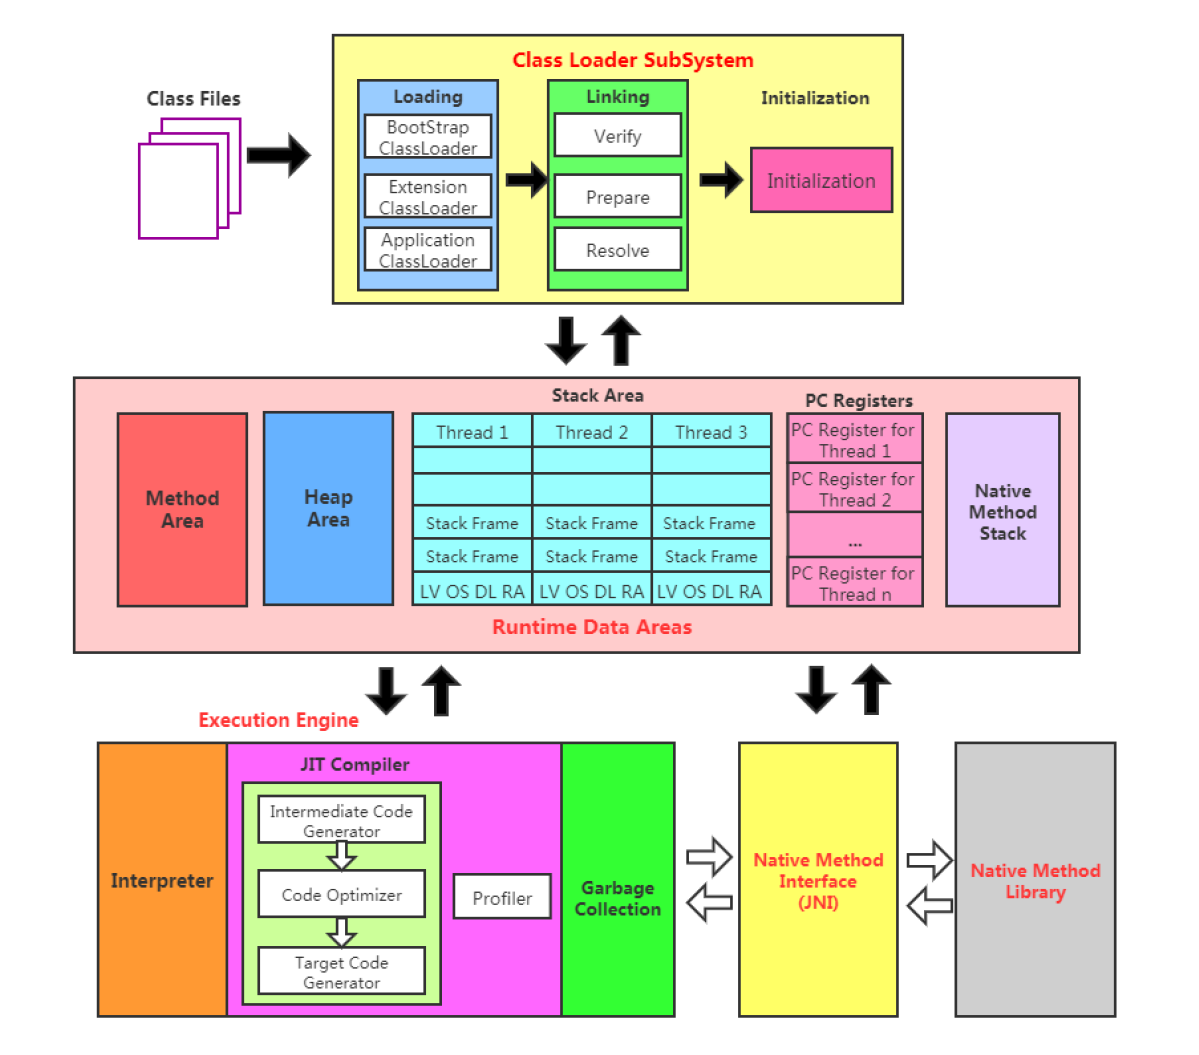 Class Loader SubSystem
Class Files
Loading
BootStrap
ClassLoader
Extension
ClassLoader
Application
ClassLoader
Linking
Verify
Prepare
Resolve
Initialization
Initialization
Stack Area
PC Registers
Method
Area
Heap
Area
Thread 1
Thread 2
Thread 3
Stack Frame
Stack Frame
Stack Frame
Stack Frame
Stack Frame
Stack Frame
LV OS DL RA
LV OS DL RA
LV OS DL RA
PC Register for
Thread 1
PC Register for
Thread 2
...
PC Register for
Thread n
Native
Method
Stack
Runtime Data Areas
Execution Engine
Interpreter
JIT Compiler
Intermediate Code
Generator
Code Optimizer
Target Code
Generator
Profiler
Garbage
Collection
Native Method
Interface
(JNI)
Native Method
Library